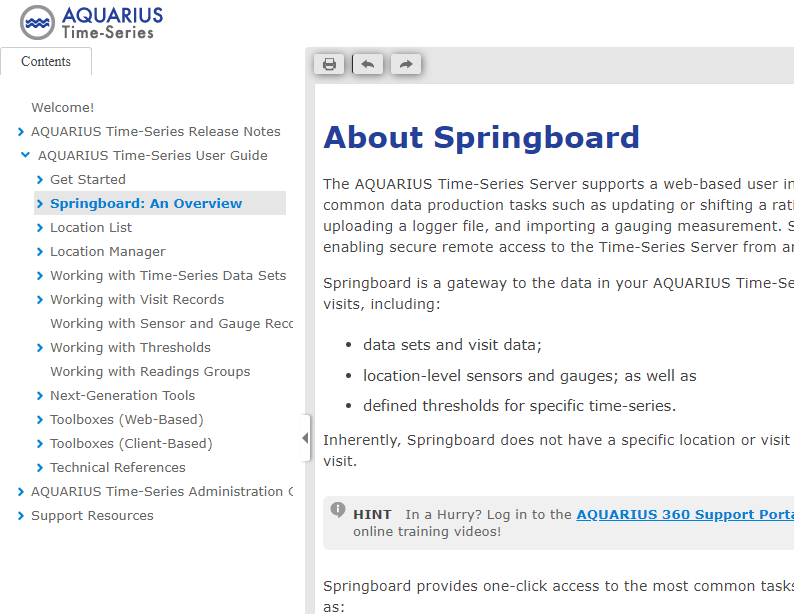 AQUARIUS
Time-Series
Contents
Welcome!
AQUARIUS Time-Series Release Notes
AQUARIUS Time-Series User Guide
Get Started
Springboard: An Overview
Location List
Location Manager
Working with Time-Series Data Sets
Working with Visit Records
Working with Sensor and Gauge
Working with Thresholds
Working with Readings Groups
Next-Generation Tools
Toolboxes (Web-Based)
Toolboxes (Client-Based)
Technical References
AQUARIUS Time-Series Administration
Support Resources
About Springboard
The AQUARIUS Time-Series Server supports a web-based user
common data production tasks such as updating or shifting a
uploading a logger file, and importing a gauging measurement.
enabling secure remote access to the Time-Series Server from
Springboard is a gateway to the data in your AQUARIUS
visits, including:
• data sets and visit data;
• location-level sensors and gauges; as well as
• defined thresholds for specific time-series.
Inherently, Springboard does not have a specific location or visit
visit.
HINT In a Hurry? Log in to the AQUARIUS 360 Support
online training videos!
Springboard provides one-click access to the most common tasks
as: